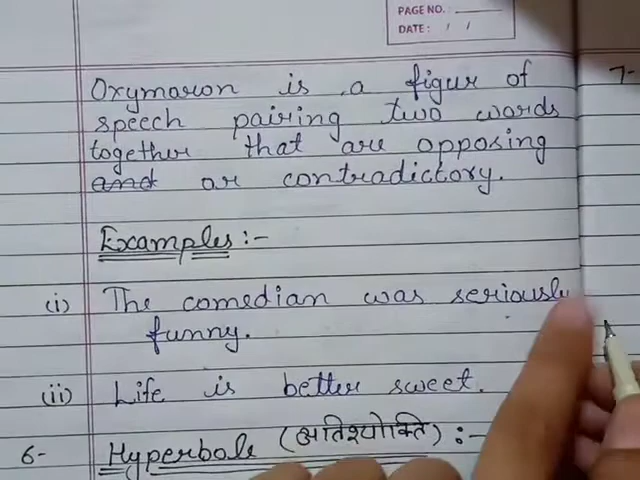 PAGE NO.:
DATE: / /
Oxymoron is a figur of
speech pairing two words
together that are opposing
and or contradictory.
Examples :-
(i) The comedian was seriously
funny.
(ii) Life is better sweet.
6- Hyperbole (अतिश्योक्ति) :-
7-